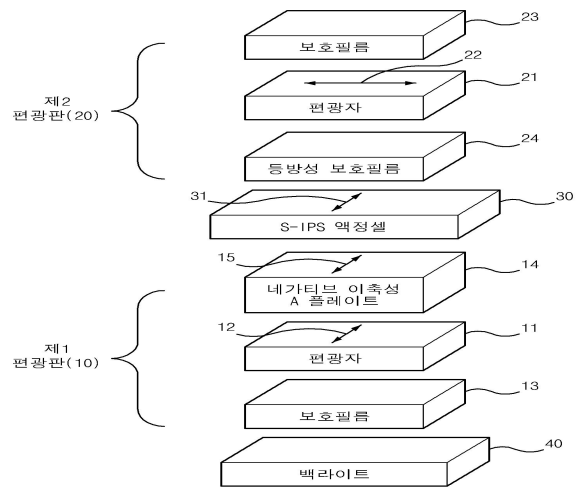 23
보호필름
22
21
편광자
제2
편광판(20)
24
등방성 보호필름
31
30
S-IPS 액정셀
15
14
네가티브 이축성
A 플레이트
12
11
편광자
제1
편광판(10)
13
보호필름
40
백라이트